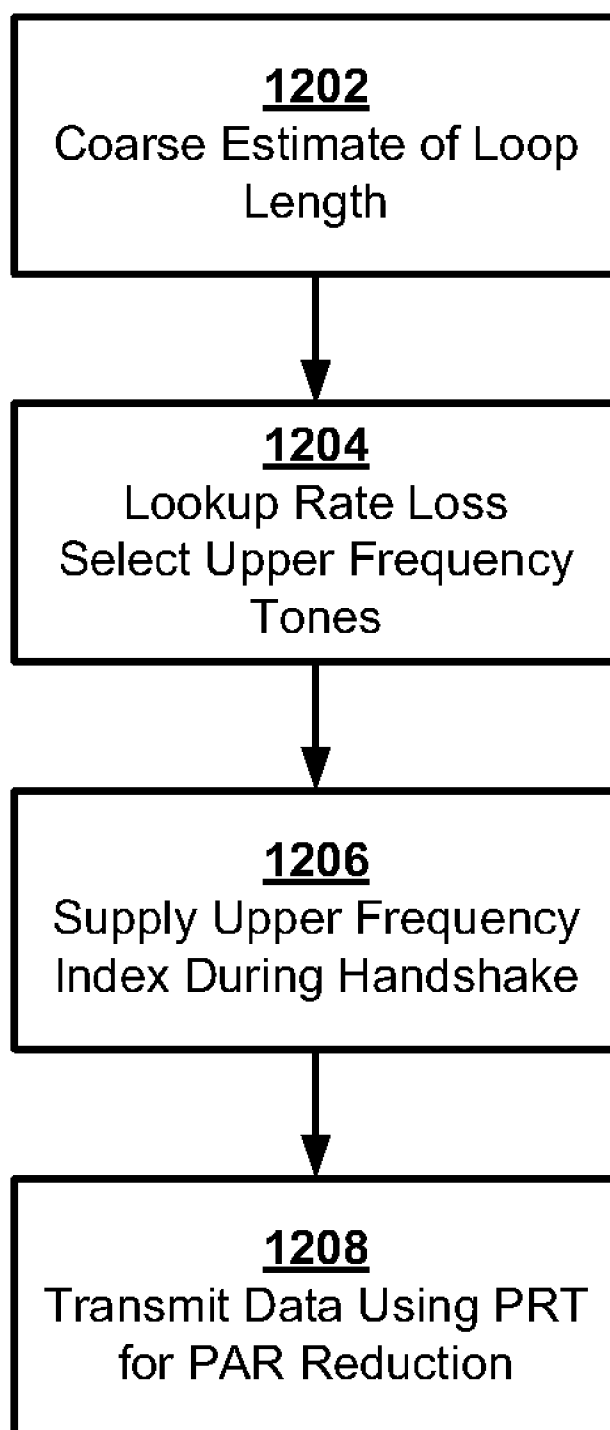 1202
Coarse Estimate of Loop
Length
1204
Lookup Rate Loss
Select Upper Frequency
Tones
1206
Supply Upper Frequency
Index During Handshake
1208
Transmit Data Using PRT
for PAR Reduction